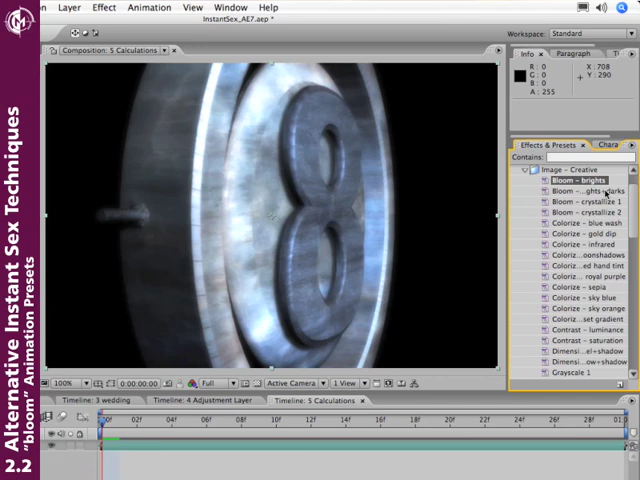 Layer Effect Animation View Window Help
InstantSex_AE7.aep *
Workspace: Standard
Composition: 5 Calculations
Info Paragraph
R : 0
G : 0
B : 0
A : 255
X : 708
Y : 290
Effects & Presets
Chara
Contains:
Image – Creative
Bloom – brights
Bloom –...ghts+darks
Bloom – crystallize 1
Bloom – crystallize 2
Colorize – blue wash
Colorize – gold dip
Colorize – infrared
Coloriz...oonshadows
Coloriz...ed hand tint
Coloriz... royal purple
Colorize – sepia
Colorize – sky blue
Colorize – sky orange
Coloriz...set gradient
Contrast – luminance
Contrast – saturation
Dimensi...el+shadow
Dimensi...ow+shadow
Grayscale 1
8
100%
0:00:00:00
Full
Active Camera
1 View
Timeline: 3 wedding
Timeline: 4 Adjustment Layer
Timeline: 5 Calculations
02f 04f 06f 08f 10f 12f 14f 16f 18f 20f 22f 24f 26f 28f 01:0
2.2 Alternative Instant Sex Techniques
"bloom" Animation Presets